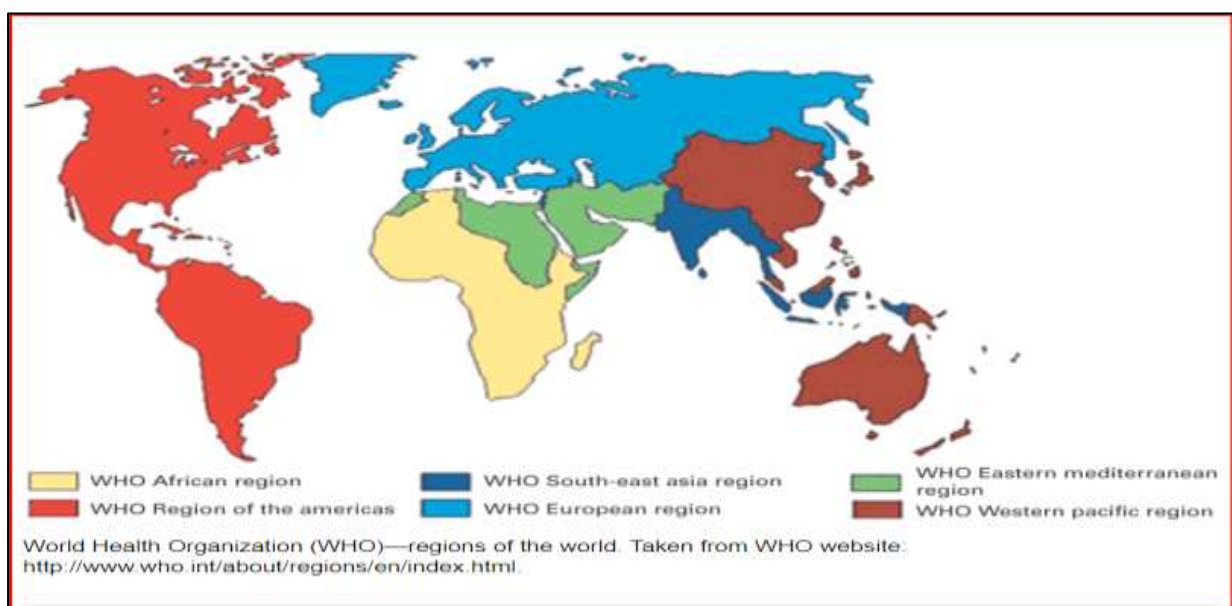 WHO African region
WHO Region of the americas
WHO South-east asia region
WHO European region
WHO Eastern mediterranean
region
WHO Western pacific region
World Health Organization (WHO)—regions of the world. Taken from WHO website:
http://www.who.int/about/regions/en/index.html.